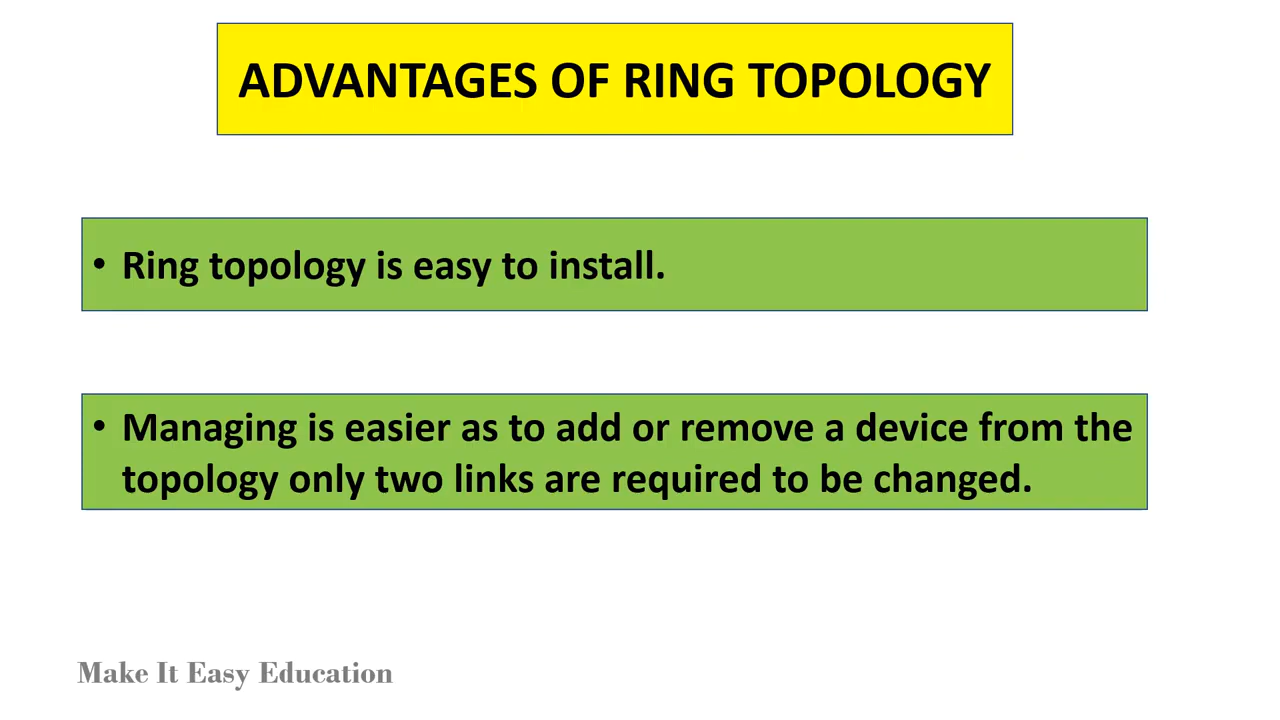 ADVANTAGES OF RING TOPOLOGY
• Ring topology is easy to install.
• Managing is easier as to add or remove a device from the
topology only two links are required to be changed.
Make It Easy Education